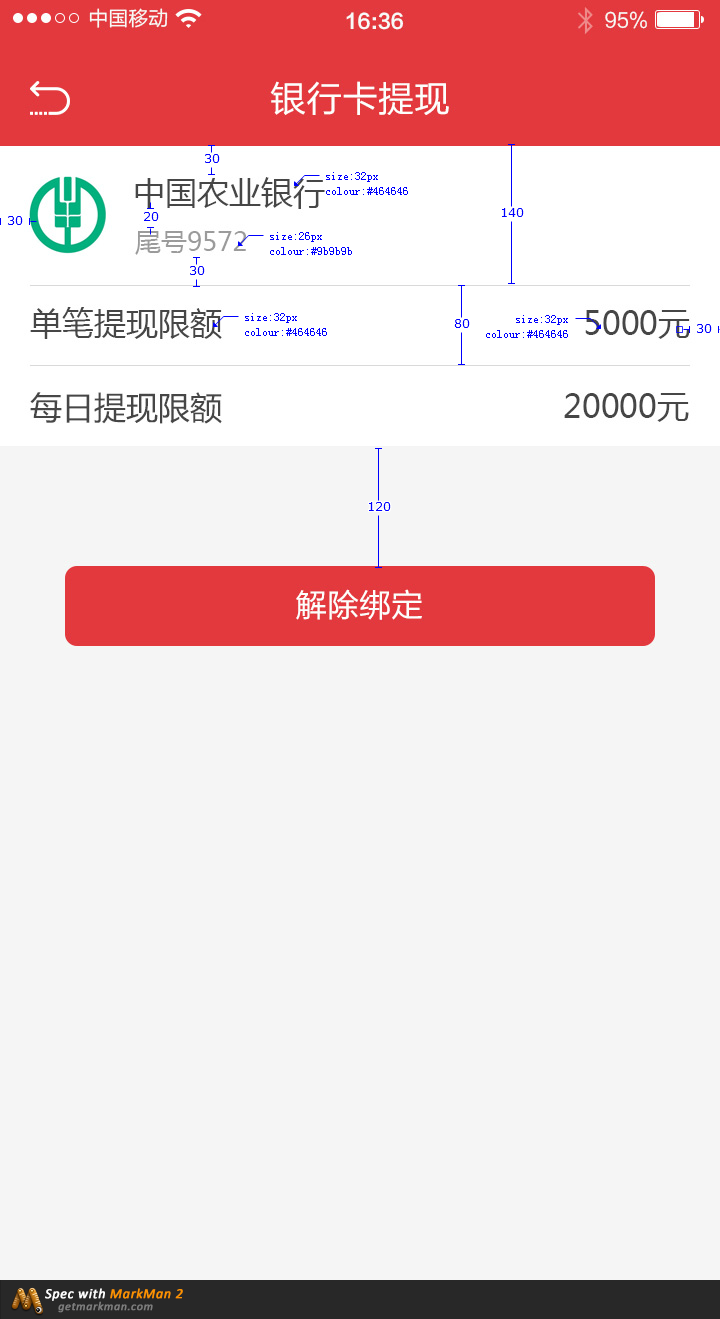 中国移动 16:36 95%
银行卡提现
30
中国农业银行 size:32px
colour:#464646
30 20 140
尾号9572 size:26px
colour:#9b9b9b
30
单笔提现限额 size:32px
colour:#464646
80 size:32px
colour:#464646
5000元 30
每日提现限额 20000元
120
解除绑定
Spec with MarkMan 2
getmarkman.com